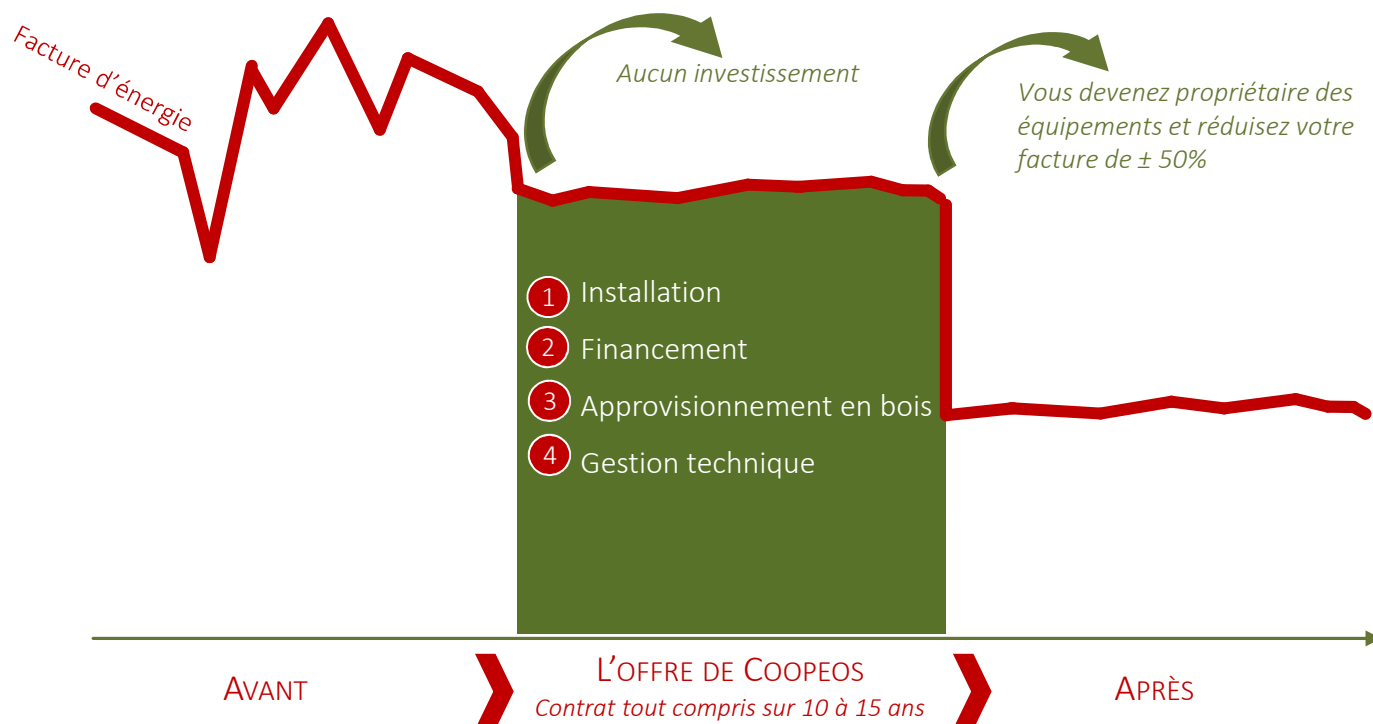 Facture d'énergie
Aucun investissement
Vous devenez propriétaire des
équipements et réduisez votre
facture de ± 50%
1 Installation
2 Financement
3 Approvisionnement en bois
4 Gestion technique
AVANT
L'OFFRE DE COOPEOS
Contrat tout compris sur 10 à 15 ans
APRÈS